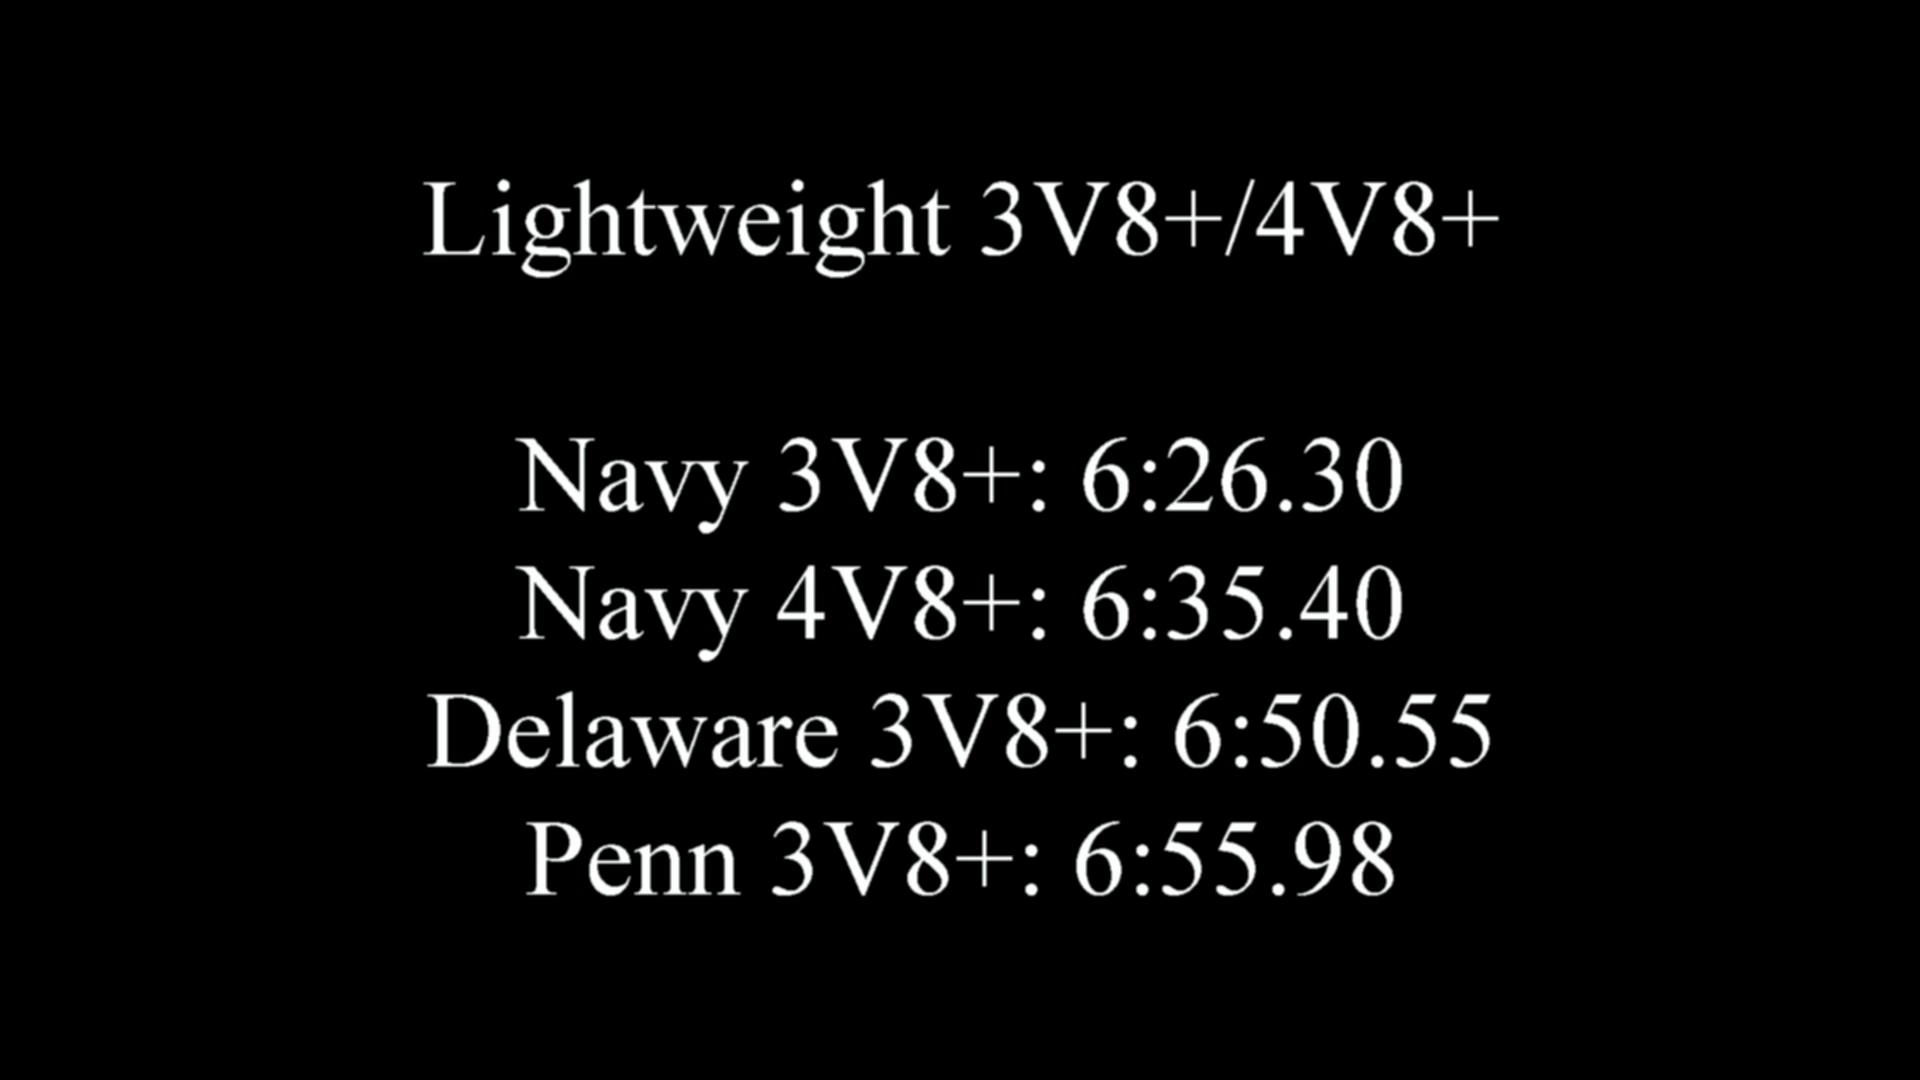 Lightweight 3V8+/4V8+
Navy 3V8+: 6:26.30
Navy 4V8+: 6:35.40
Delaware 3V8+: 6:50.55
Penn 3V8+: 6:55.98